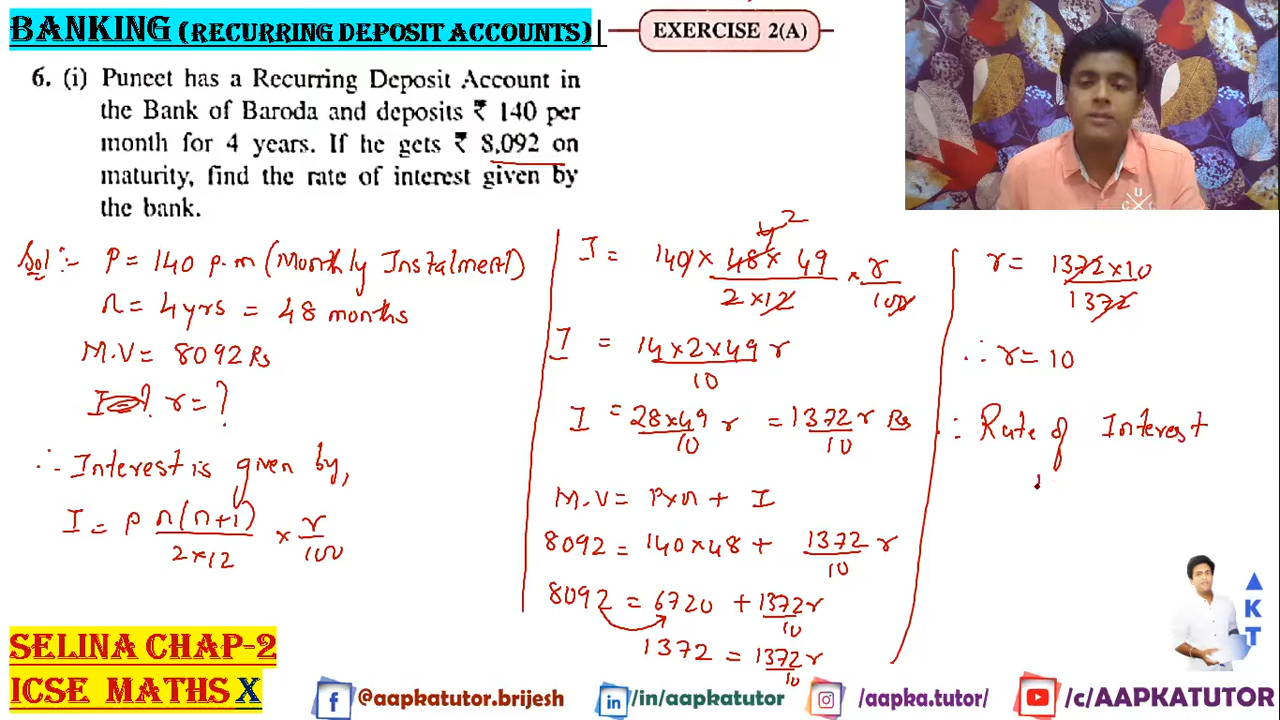 BANKING (RECURRING DEPOSIT ACCOUNTS)|
EXERCISE 2(A)
6. (i) Puneet has a Recurring Deposit Account in
the Bank of Baroda and deposits ₹ 140 per
month for 4 years. If he gets ₹ 8,092 on
maturity, find the rate of interest given by
the bank.
Sol :- P = 140 p.m (Monthly Instalment)
n = 4 yrs = 48 months
M.V = 8092 Rs
I = ? r = ?
∴ Interest is given by,
I = P n(n+1) / 2×12 × r/100
I = 140 × 48 × 49 / 2×12 × r/100
4 2
I = 14×2×49 / 10 r
I = 28×49 / 10 r = 1372 r / 10 Rs
M.V = P×n + I
8092 = 140×48 + 1372/10 r
8092 = 6720 + 1372r/10
1372 = 1372r/10
r = 1372×10 / 1372
∴ r = 10
∴ Rate of Interest
UCC
AKT
SELINA CHAP-2
ICSE MATHS X
@aapkatutor.brijesh
in
/in/aapkatutor
/aapka.tutor/
/c/AAPKATUTOR